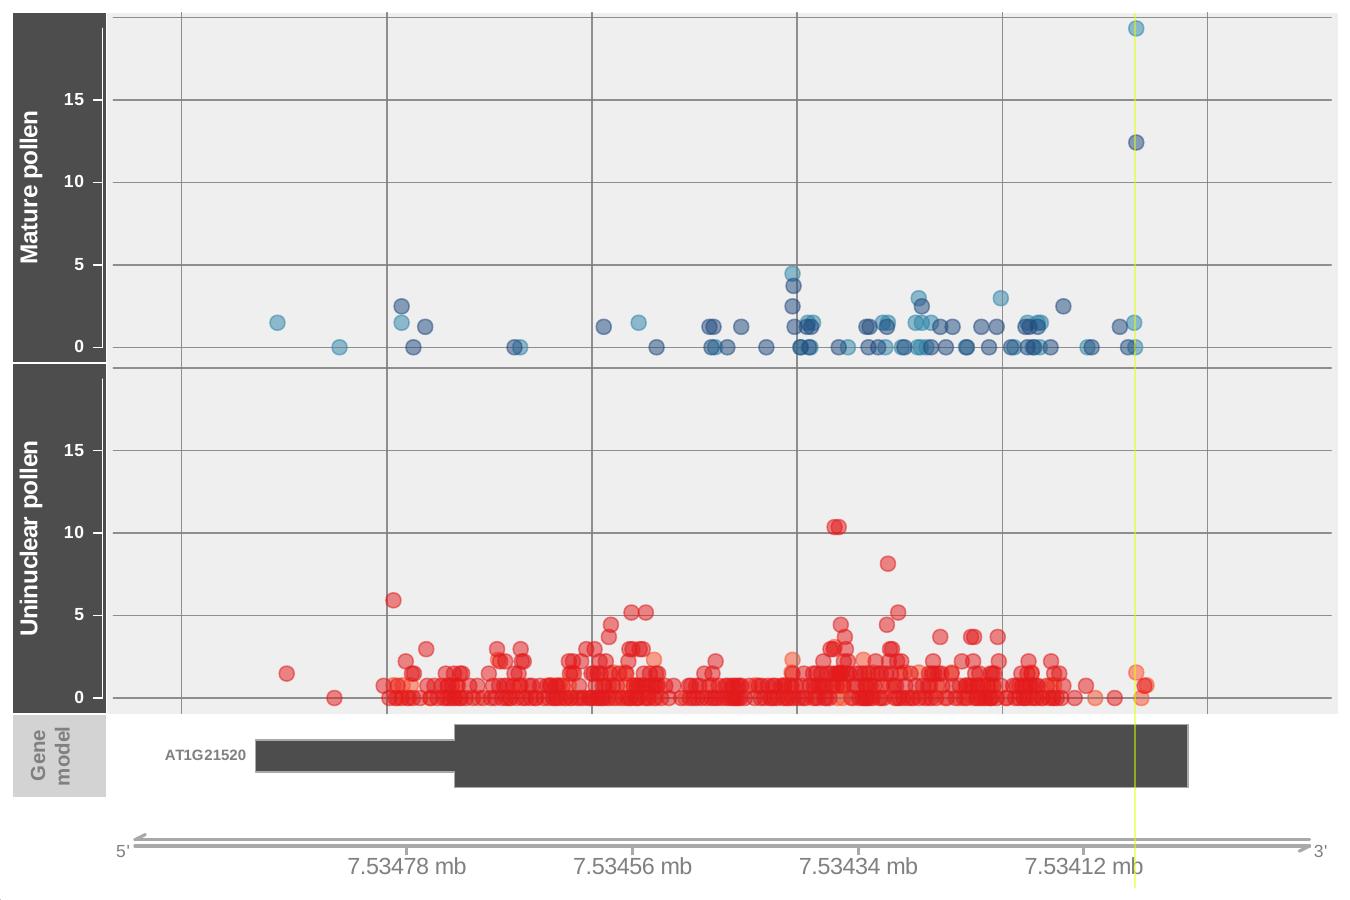 Mature pollen
15
10
5
0
Uninuclear pollen
15
10
5
0
Gene
model
AT1G21520
5'
3'
7.53478 mb
7.53456 mb
7.53434 mb
7.53412 mb